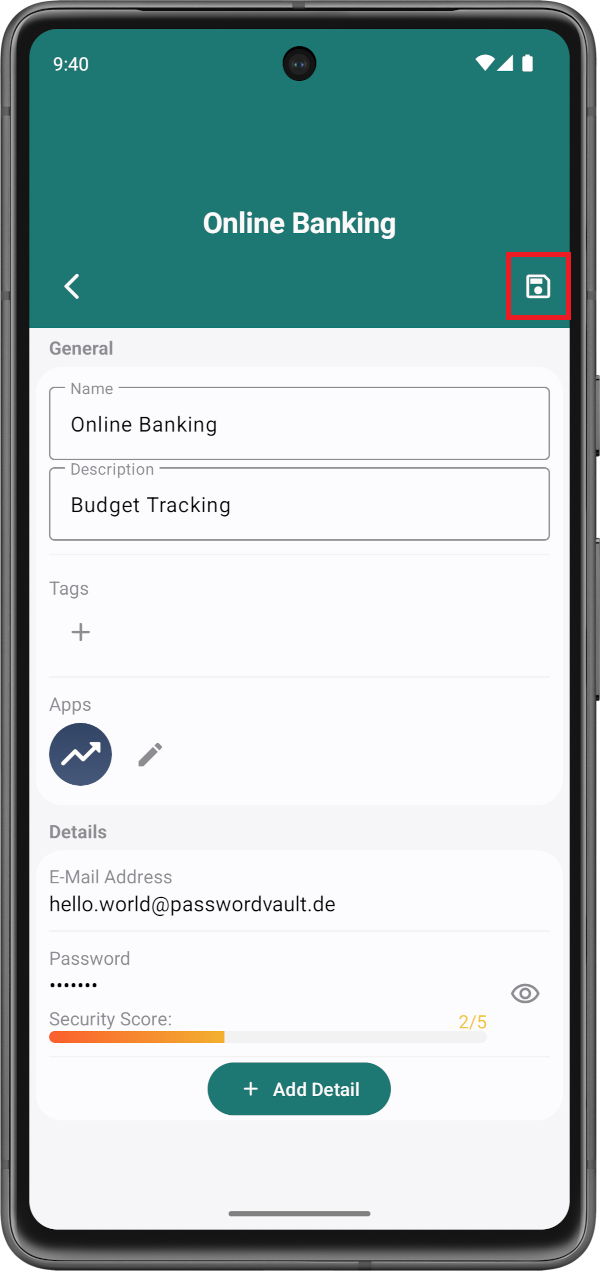 9:40
Online Banking
General
Name
Online Banking
Description
Budget Tracking
Tags
Apps
Details
E-Mail Address
hello.world@passwordvault.de
Password
•••••••
Security Score:
2/5
+ Add Detail